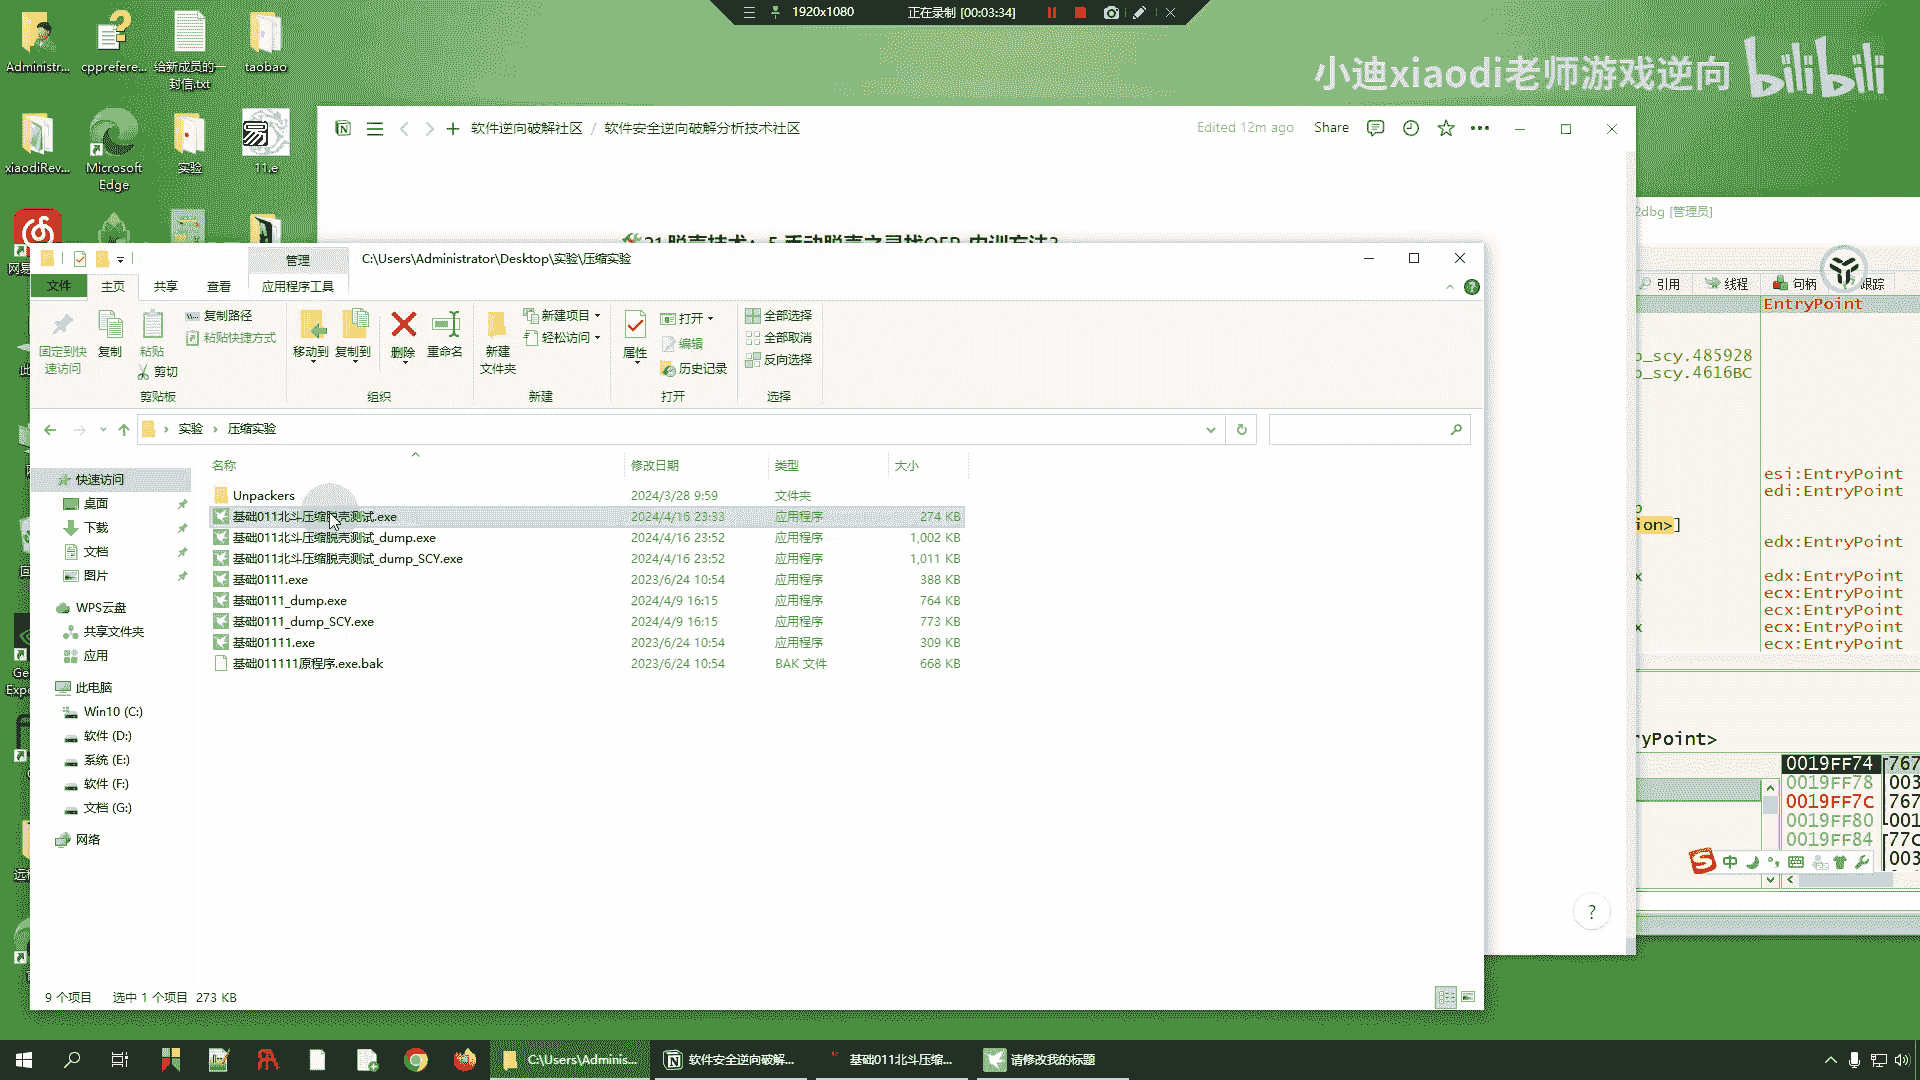 1920x1080
正在录制 [00:03:34]
小迪xiaodi老师游戏逆向 bilibili
Administr...
cpprefere...
给新成员的一
封信.txt
taobao
xiaodiRev...
Microsoft
Edge
实验
11.e
软件逆向破解社区 / 软件安全逆向破解分析技术社区
Edited 12m ago
Share
2dbg [管理员]
管理
C:\Users\Administrator\Desktop\实验\压缩实验
文件
主页
共享
查看
应用程序工具
引用
线程
句柄
跟踪
EntryPoint
固定到快
速访问
复制
粘贴
复制路径
粘贴快捷方式
剪切
剪贴板
移动到
复制到
删除
重命名
组织
新建
文件夹
新建项目
轻松访问
新建
属性
打开
编辑
历史记录
打开
全部选择
全部取消
反向选择
选择
p_scy.485928
p_scy.4616BC
实验
压缩实验
名称
修改日期
类型
大小
快速访问
桌面
下载
文档
图片
WPS云盘
共享文件夹
应用
此电脑
Win10 (C:)
软件 (D:)
系统 (E:)
软件 (F:)
文档 (G:)
网络
Unpackers 2024/3/28 9:59 文件夹
基础011北斗压缩脱壳测试.exe 2024/4/16 23:33 应用程序 274 KB
基础011北斗压缩脱壳测试_dump.exe 2024/4/16 23:52 应用程序 1,002 KB
基础011北斗压缩脱壳测试_dump_SCY.exe 2024/4/16 23:52 应用程序 1,011 KB
基础0111.exe 2023/6/24 10:54 应用程序 388 KB
基础0111_dump.exe 2024/4/9 16:15 应用程序 764 KB
基础0111_dump_SCY.exe 2024/4/9 16:15 应用程序 773 KB
基础01111.exe 2023/6/24 10:54 应用程序 309 KB
基础011111原程序.exe.bak 2023/6/24 10:54 BAK 文件 668 KB
esi:EntryPoint
edi:EntryPoint
ion>]
edx:EntryPoint
edx:EntryPoint
ecx:EntryPoint
ecx:EntryPoint
ecx:EntryPoint
ecx:EntryPoint
ryPoint>
0019FF74 767
0019FF78 003
0019FF7C 767
0019FF80 001
0019FF84 77C
003
中
?
9 个项目
选中 1 个项目 273 KB
C:\Users\Adminis...
软件安全逆向破解...
基础011北斗压缩...
请修改我的标题